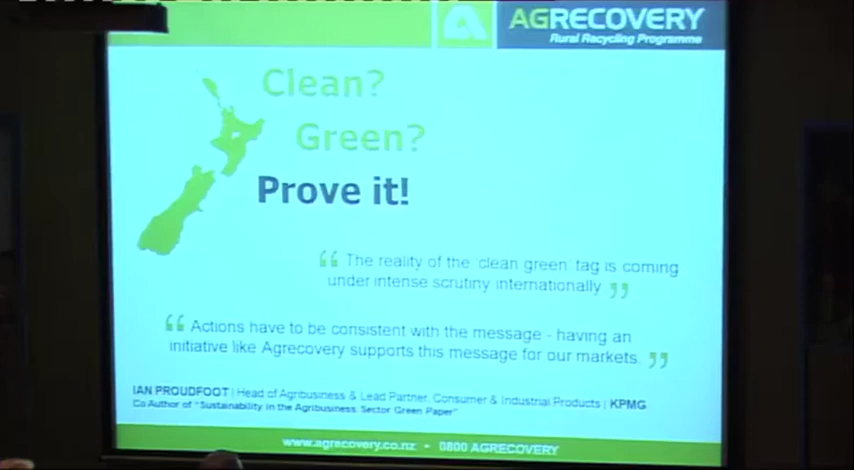 AGRECOVERY
Rural Recycling Programme
Clean?
Green?
Prove it!
“ The reality of the 'clean green' tag is coming
under intense scrutiny internationally ”
“ Actions have to be consistent with the message - having an
initiative like Agrecovery supports this message for our markets. ”
IAN PROUDFOOT | Head of Agribusiness & Lead Partner, Consumer & Industrial Products | KPMG
Co Author of "Sustainability in the Agribusiness Sector Green Paper"
www.agrecovery.co.nz - 0800 AGRECOVERY